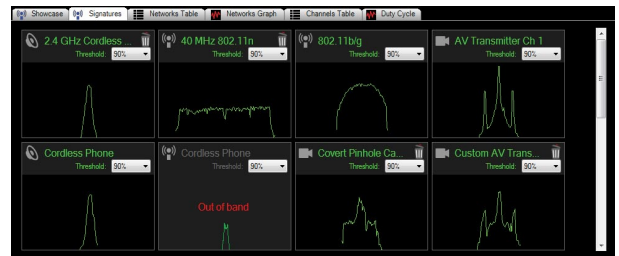 Showcase Signatures Networks Table Networks Graph Channels Table Duty Cycle
2.4 GHz Cordless ... 40 MHz 802.11n 802.11b/g AV Transmitter Ch 1
Threshold: 90% Threshold: 90% Threshold: 90% Threshold: 90%
Cordless Phone Cordless Phone Covert Pinhole Ca... Custom AV Trans...
Threshold: 90% Threshold: 90% Threshold: 90% Threshold: 90%
Out of band